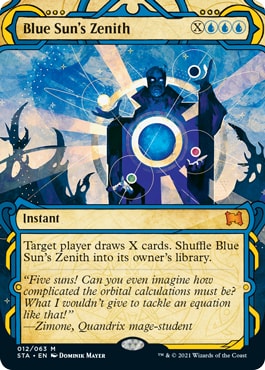 Blue Sun's Zenith X
Instant
Target player draws X cards. Shuffle Blue
Sun's Zenith into its owner's library.
“Five suns! Can you even imagine how
complicated the orbital calculations must be?
What I wouldn't give to tackle an equation
like that!”
—Zimone, Quandrix mage-student
012/063 M
STA • EN DOMINIK MAYER
™ & © 2021 Wizards of the Coast